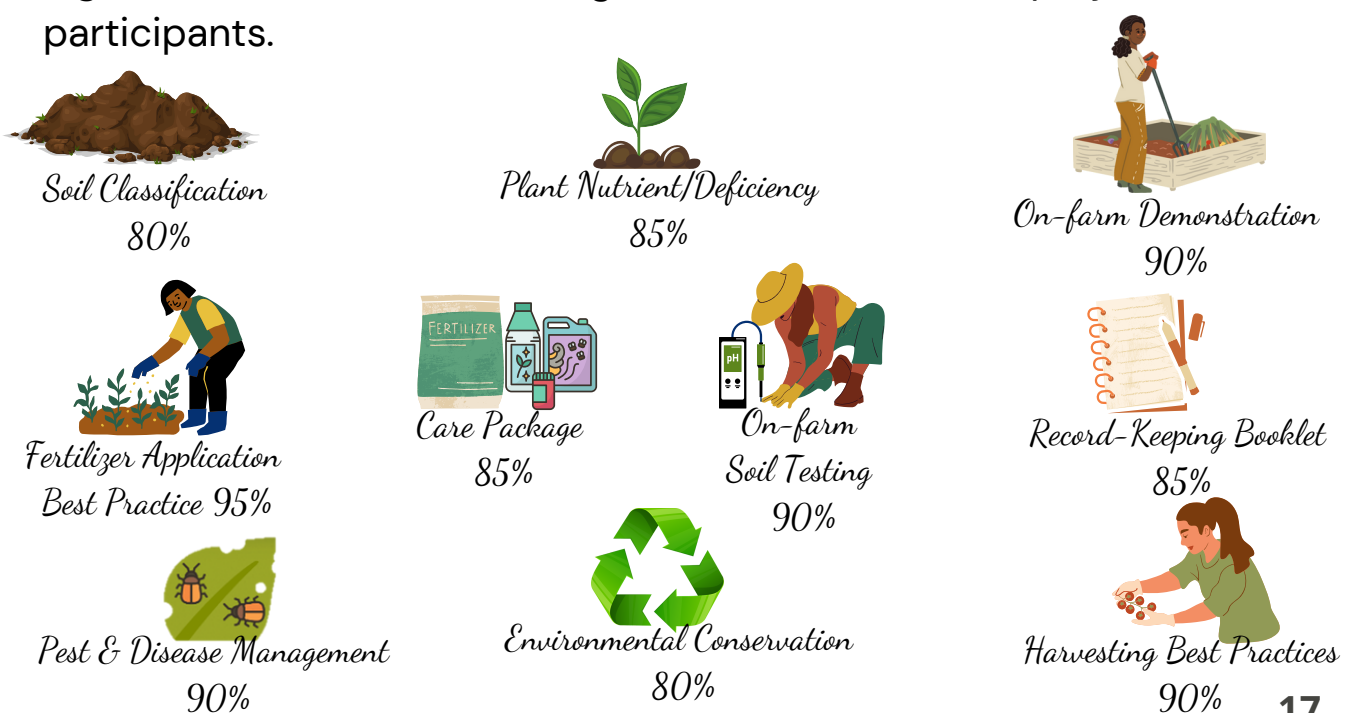 participants.
Soil Classification
80%
Plant Nutrient/Deficiency
85%
On-farm Demonstration
90%
Fertilizer Application
Best Practice 95%
FERTILIZER
Care Package
85%
pH
On-farm
Soil Testing
90%
Record-Keeping Booklet
85%
Pest & Disease Management
90%
Environmental Conservation
80%
Harvesting Best Practices
90%
17